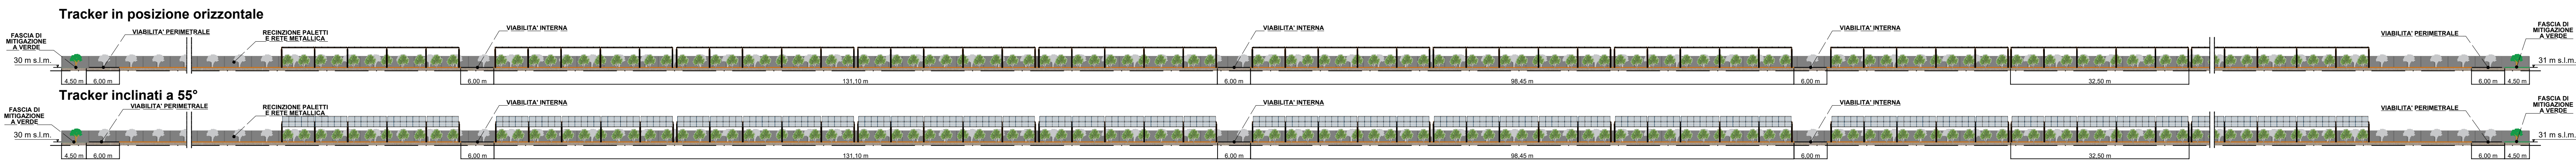 Tracker in posizione orizzontale
FASCIA DI
MITIGAZIONE
A VERDE
VIABILITA' PERIMETRALE
RECINZIONE PALETTI
E RETE METALLICA
VIABILITA' INTERNA
VIABILITA' INTERNA
VIABILITA' INTERNA
VIABILITA' PERIMETRALE
FASCIA DI
MITIGAZIONE
A VERDE
30 m s.l.m.
31 m s.l.m.
4,50 m
6,00 m
6,00 m
131,10 m
6,00 m
98,45 m
6,00 m
32,50 m
6,00 m
4,50 m
Tracker inclinati a 55°
FASCIA DI
MITIGAZIONE
A VERDE
VIABILITA' PERIMETRALE
RECINZIONE PALETTI
E RETE METALLICA
VIABILITA' INTERNA
VIABILITA' INTERNA
VIABILITA' INTERNA
VIABILITA' PERIMETRALE
FASCIA DI
MITIGAZIONE
A VERDE
30 m s.l.m.
31 m s.l.m.
4,50 m
6,00 m
6,00 m
131,10 m
6,00 m
98,45 m
6,00 m
32,50 m
6,00 m
4,50 m